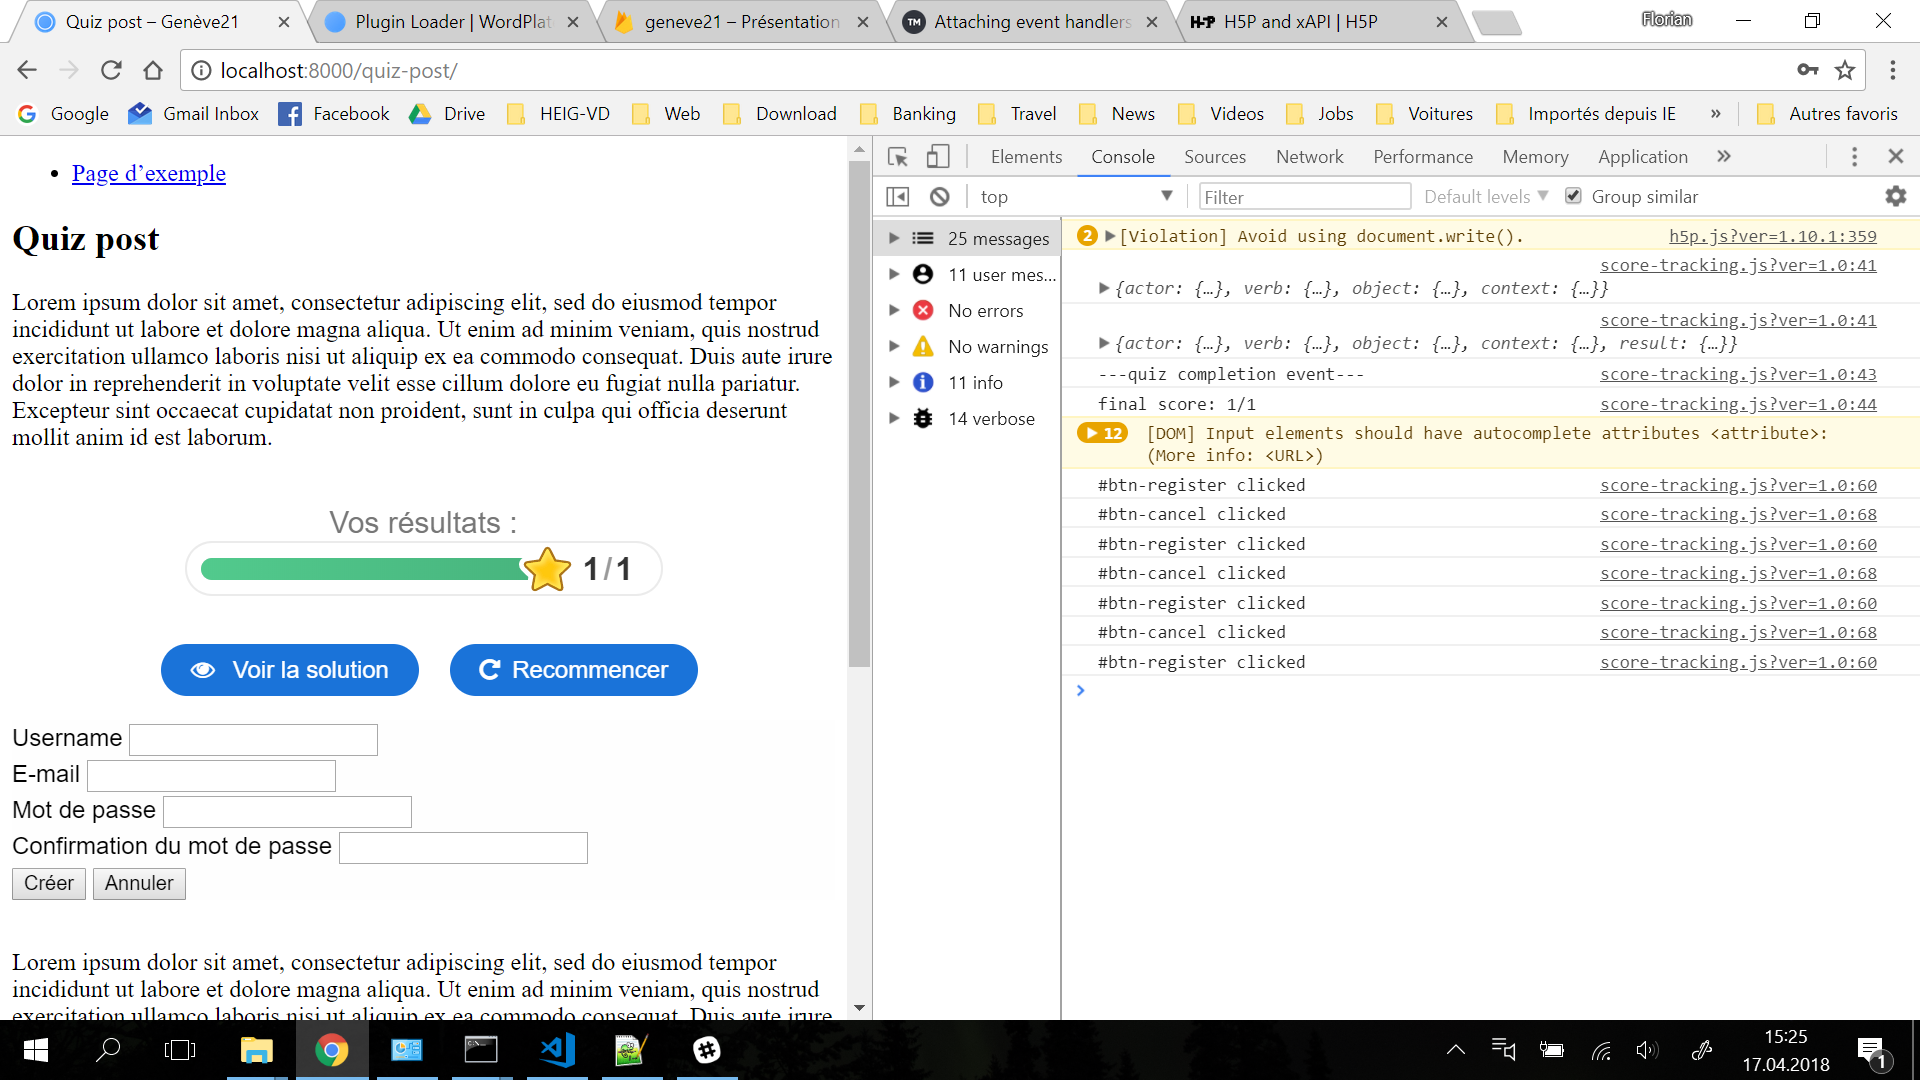 Quiz post – Genève21
Plugin Loader | WordPlat
geneve21 – Présentation
Attaching event handlers
H-P H5P and xAPI | H5P
Florian
localhost:8000/quiz-post/
Google Gmail Inbox Facebook Drive HEIG-VD Web Download Banking Travel News Videos Jobs Voitures Importés depuis IE » Autres favoris
Page d’exemple
Quiz post
Lorem ipsum dolor sit amet, consectetur adipiscing elit, sed do eiusmod tempor
incididunt ut labore et dolore magna aliqua. Ut enim ad minim veniam, quis nostrud
exercitation ullamco laboris nisi ut aliquip ex ea commodo consequat. Duis aute irure
dolor in reprehenderit in voluptate velit esse cillum dolore eu fugiat nulla pariatur.
Excepteur sint occaecat cupidatat non proident, sunt in culpa qui officia deserunt
mollit anim id est laborum.
Vos résultats :
1/1
Voir la solution Recommencer
Username
E-mail
Mot de passe
Confirmation du mot de passe
Créer Annuler
Lorem ipsum dolor sit amet, consectetur adipiscing elit, sed do eiusmod tempor
incididunt ut labore et dolore magna aliqua. Ut enim ad minim veniam, quis nostrud
exercitation ullamco laboris nisi ut aliquip ex ea commodo consequat. Duis aute irure
Elements Console Sources Network Performance Memory Application »
top Filter Default levels Group similar
25 messages
11 user mes...
No errors
No warnings
11 info
14 verbose
2 [Violation] Avoid using document.write(). h5p.js?ver=1.10.1:359
score-tracking.js?ver=1.0:41
{actor: {…}, verb: {…}, object: {…}, context: {…}}
score-tracking.js?ver=1.0:41
{actor: {…}, verb: {…}, object: {…}, context: {…}, result: {…}}
---quiz completion event--- score-tracking.js?ver=1.0:43
final score: 1/1 score-tracking.js?ver=1.0:44
12 [DOM] Input elements should have autocomplete attributes <attribute>:
(More info: <URL>)
#btn-register clicked score-tracking.js?ver=1.0:60
#btn-cancel clicked score-tracking.js?ver=1.0:68
#btn-register clicked score-tracking.js?ver=1.0:60
#btn-cancel clicked score-tracking.js?ver=1.0:68
#btn-register clicked score-tracking.js?ver=1.0:60
#btn-cancel clicked score-tracking.js?ver=1.0:68
#btn-register clicked score-tracking.js?ver=1.0:60
15:25
17.04.2018
1